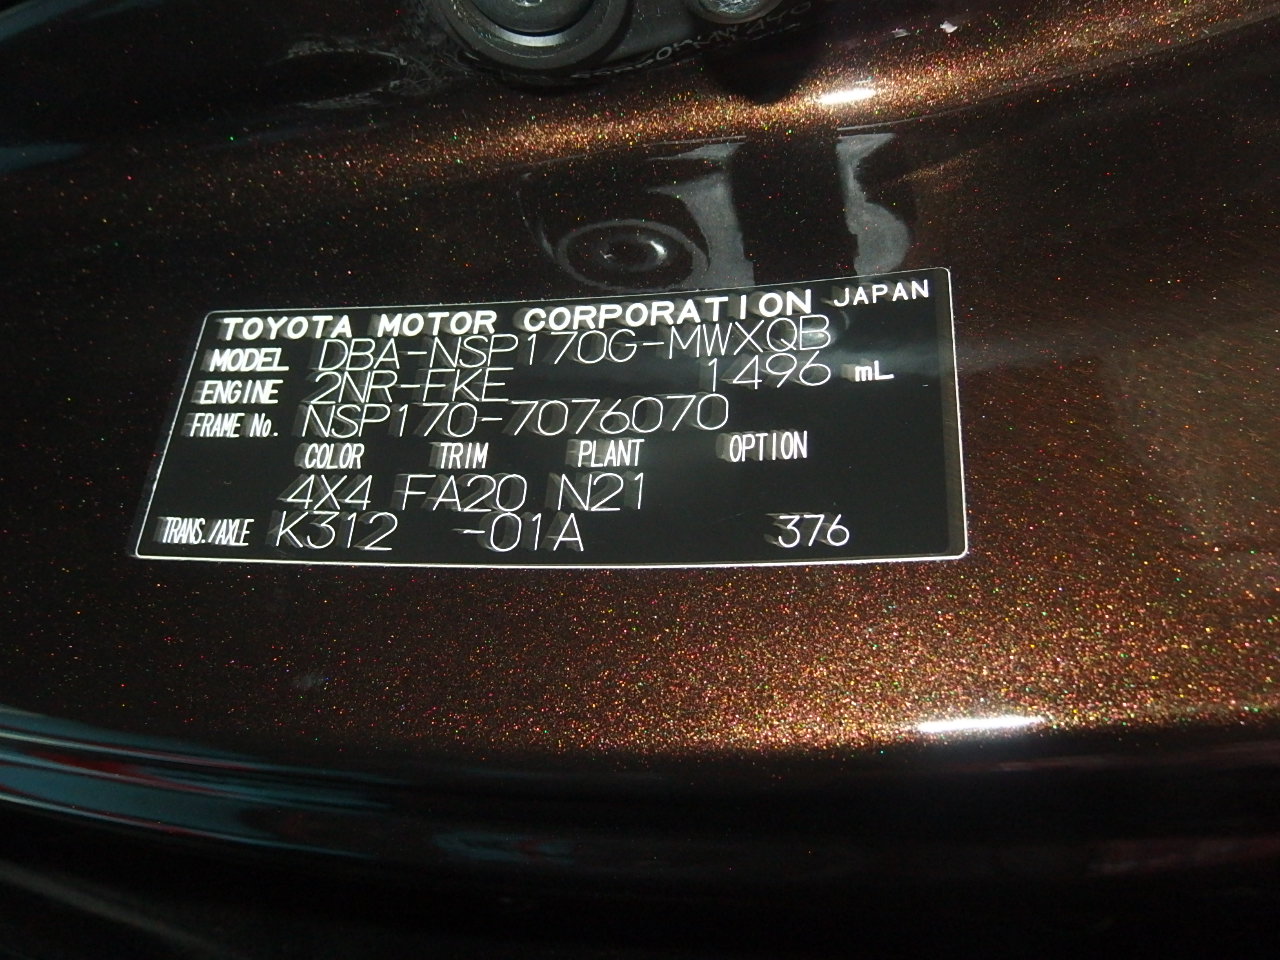 TOYOTA MOTOR CORPORATION JAPAN
MODEL DBA-NSP170G-MWXQB
ENGINE 2NR-FKE 1496 mL
FRAME No. NSP170-7076070
COLOR TRIM PLANT OPTION
4X4 FA20 N21
TRANS./AXLE K312 -01A 376